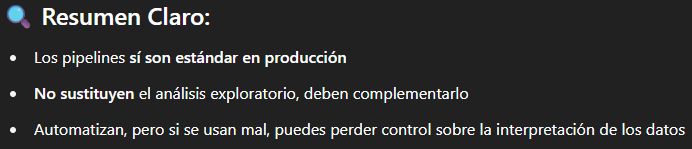 🔍 Resumen Claro:
Los pipelines sí son estándar en producción
No sustituyen el análisis exploratorio, deben complementarlo
Automatizan, pero si se usan mal, puedes perder control sobre la interpretación de los datos